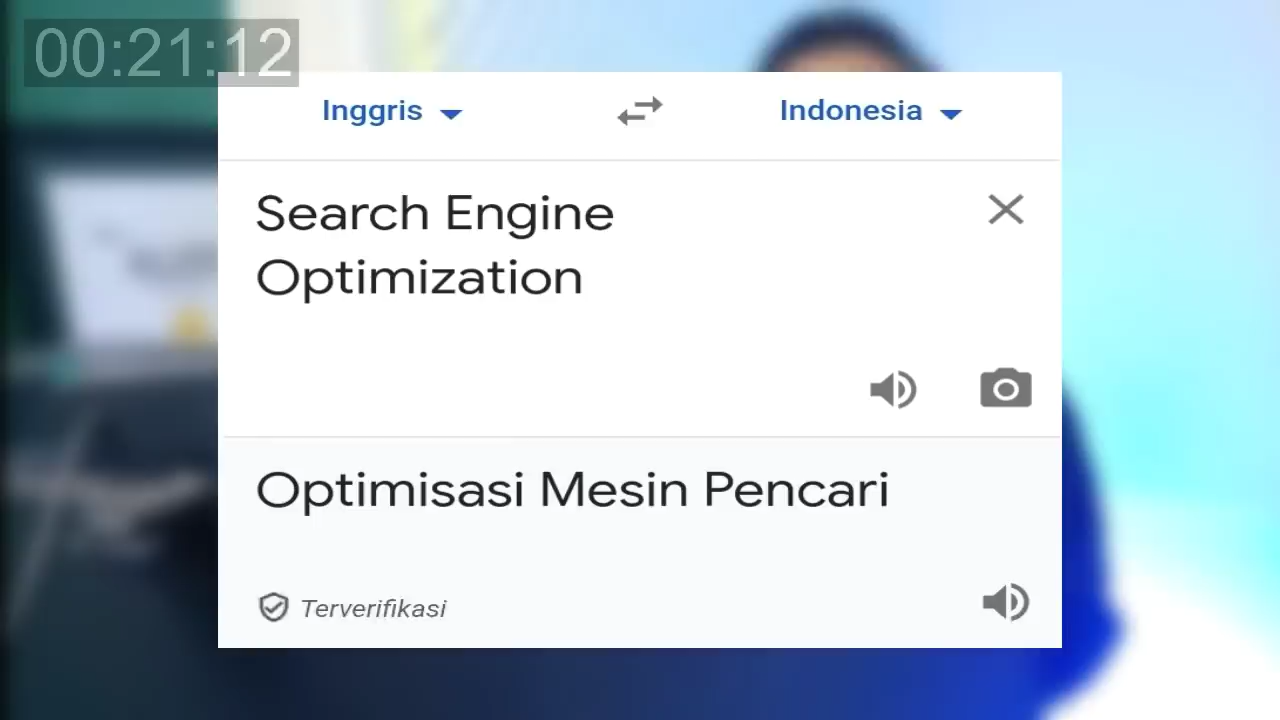 00:21:12
Inggris
Indonesia
Search Engine
Optimization
Optimisasi Mesin Pencari
Terverifikasi